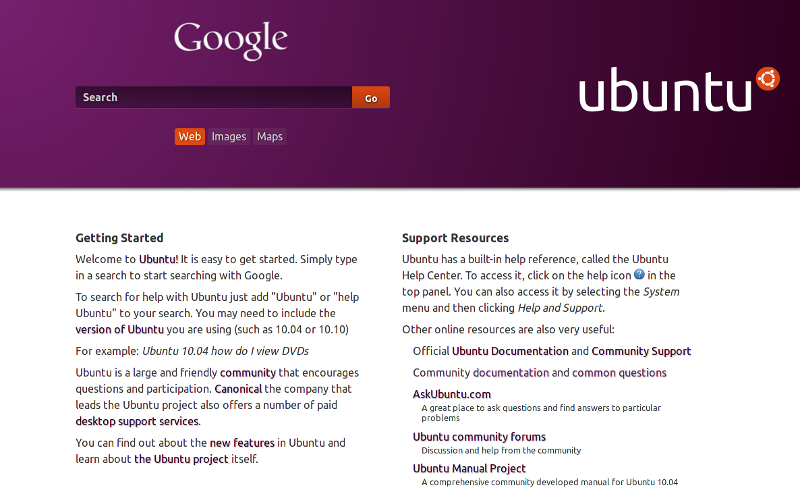 Google
Search
Go
Web Images Maps
ubuntu
Getting Started
Welcome to Ubuntu! It is easy to get started. Simply type
in a search to start searching with Google.
To search for help with Ubuntu just add "Ubuntu" or "help
Ubuntu" to your search. You may need to include the
version of Ubuntu you are using (such as 10.04 or 10.10)
For example: Ubuntu 10.04 how do I view DVDs
Ubuntu is a large and friendly community that encourages
questions and participation. Canonical the company that
leads the Ubuntu project also offers a number of paid
desktop support services.
You can find out about the new features in Ubuntu and
learn about the Ubuntu project itself.
Support Resources
Ubuntu has a built-in help reference, called the Ubuntu
Help Center. To access it, click on the help icon ? in the
top panel. You can also access it by selecting the System
menu and then clicking Help and Support.
Other online resources are also very useful:
Official Ubuntu Documentation and Community Support
Community documentation and common questions
AskUbuntu.com
A great place to ask questions and find answers to particular
problems
Ubuntu community forums
Discussion and help from the community
Ubuntu Manual Project
A comprehensive community developed manual for Ubuntu 10.04